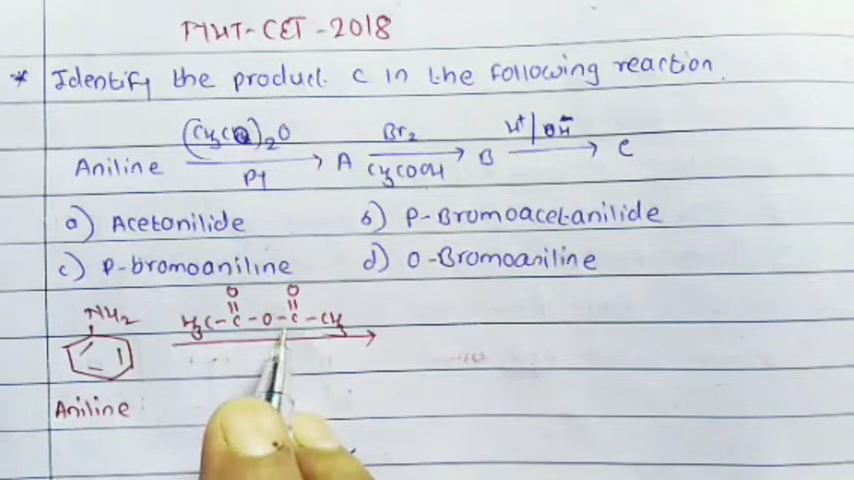 MHT-CET-2018
* Identify the product C in the following reaction
(CH3CO)2O Br2 H+/OH-
Aniline → A → B → C
Py CH3COOH
a) Acetonilide b) P-Bromoacetanilide
c) P-bromoaniline d) O-Bromoaniline
O O
NH2 H3C-C-O-C-CH3
Aniline